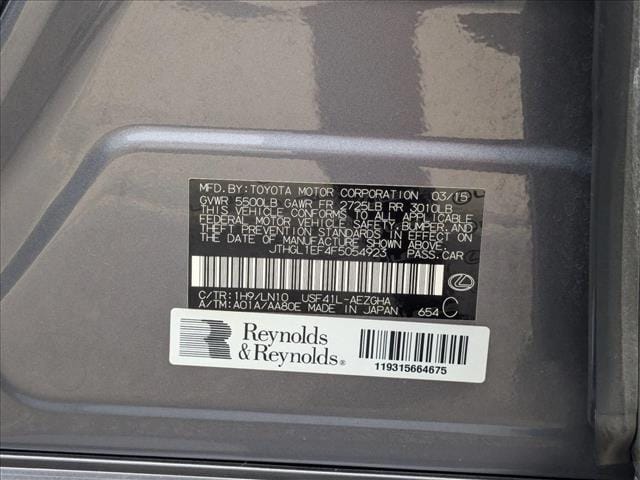 MFD. BY: TOYOTA MOTOR CORPORATION 03/15
GVWR 5500LB GAWR FR 2725LB RR 3010LB
THIS VEHICLE CONFORMS TO ALL APPLICABLE
FEDERAL MOTOR VEHICLE SAFETY, BUMPER, AND
THEFT PREVENTION STANDARDS IN EFFECT ON
THE DATE OF MANUFACTURE SHOWN ABOVE.
JTHGL1EF4F5054923 PASS.CAR
C/TR: 1H9/LN10 USF41L-AEZGHA
A/TM: A01A/AA80E MADE IN JAPAN 654 C
Reynolds
&Reynolds®
119315664675